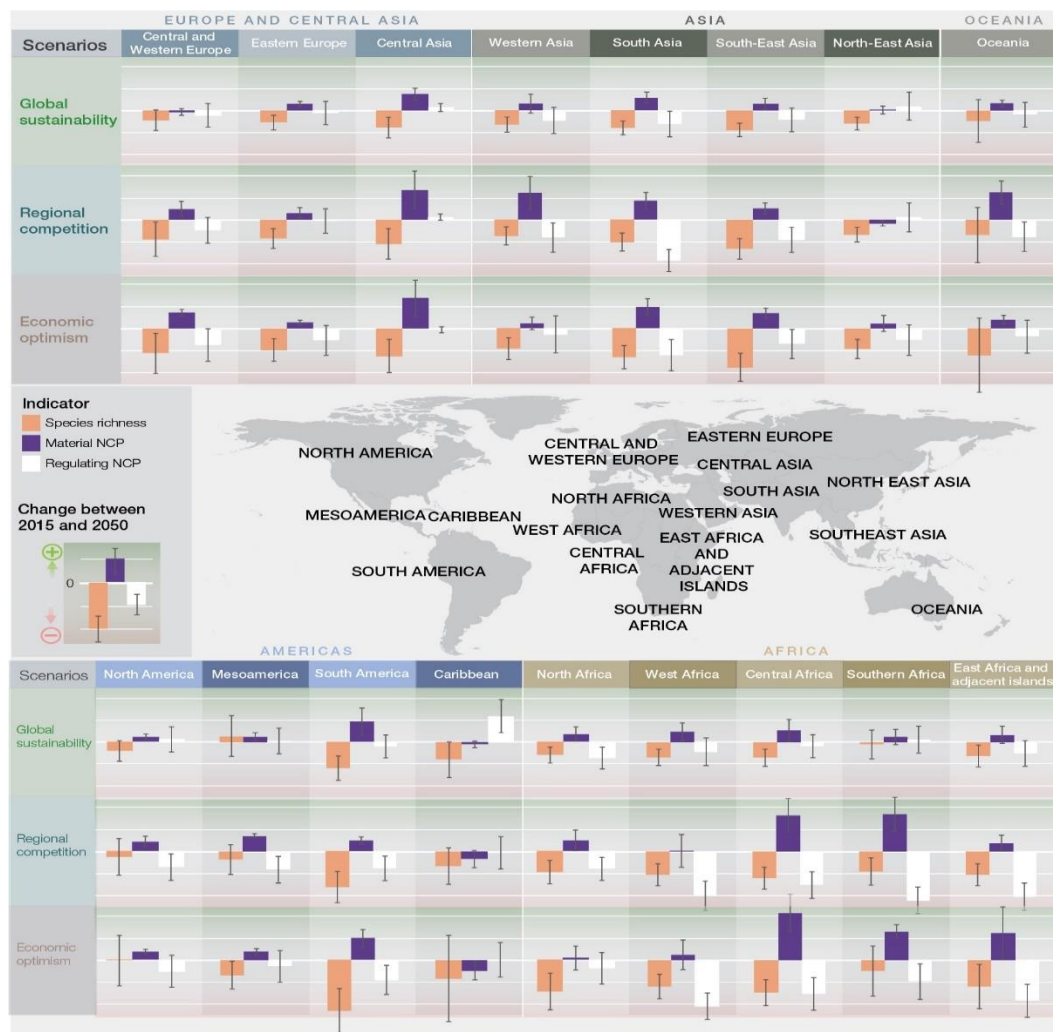 EUROPE AND CENTRAL ASIA
ASIA
OCEANIA
Scenarios
Central and
Western Europe
Eastern Europe
Central Asia
Western Asia
South Asia
South-East Asia
North-East Asia
Oceania
Global
sustainability
Regional
competition
Economic
optimism
Indicator
Species richness
Material NCP
Regulating NCP
Change between
2015 and 2050
+
0
−
NORTH AMERICA
MESOAMERICA
CARIBBEAN
SOUTH AMERICA
CENTRAL AND
WESTERN EUROPE
EASTERN EUROPE
CENTRAL ASIA
NORTH EAST ASIA
SOUTH ASIA
NORTH AFRICA
WESTERN ASIA
WEST AFRICA
SOUTHEAST ASIA
CENTRAL
AFRICA
EAST AFRICA
AND
ADJACENT
ISLANDS
SOUTHERN
AFRICA
OCEANIA
AMERICAS
AFRICA
Scenarios
North America
Mesoamerica
South America
Caribbean
North Africa
West Africa
Central Africa
Southern Africa
East Africa and
adjacent islands
Global
sustainability
Regional
competition
Economic
optimism